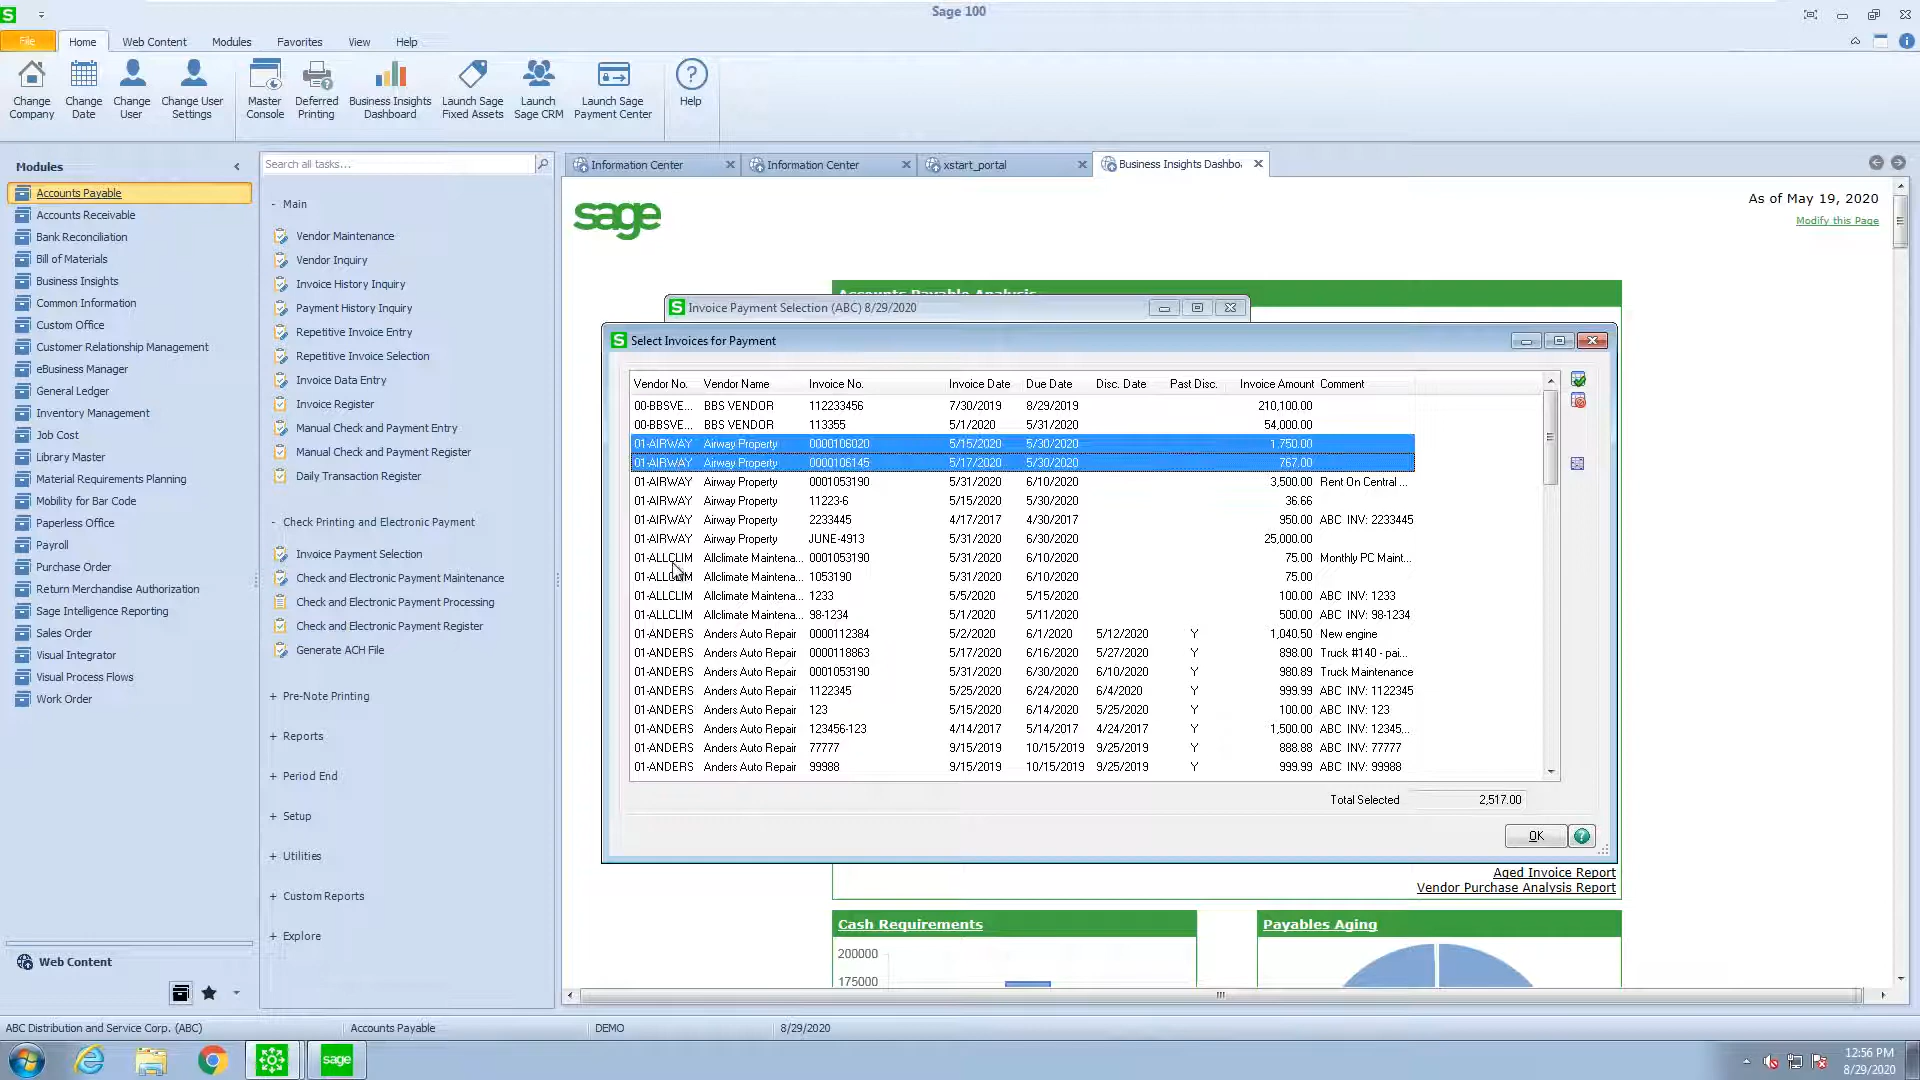 Sage 100
File
Home
Web Content
Modules
Favorites
View
Help
Change Company
Change Date
Change User
Change User Settings
Master Console
Deferred Printing
Business Insights Dashboard
Launch Sage Fixed Assets
Launch Sage CRM
Launch Sage Payment Center
Help
Modules
Accounts Payable
Accounts Receivable
Bank Reconciliation
Bill of Materials
Business Insights
Common Information
Custom Office
Customer Relationship Management
eBusiness Manager
General Ledger
Inventory Management
Job Cost
Library Master
Material Requirements Planning
Mobility for Bar Code
Paperless Office
Payroll
Purchase Order
Return Merchandise Authorization
Sage Intelligence Reporting
Sales Order
Visual Integrator
Visual Process Flows
Work Order
Web Content
Search all tasks...
- Main
Vendor Maintenance
Vendor Inquiry
Invoice History Inquiry
Payment History Inquiry
Repetitive Invoice Entry
Repetitive Invoice Selection
Invoice Data Entry
Invoice Register
Manual Check and Payment Entry
Manual Check and Payment Register
Daily Transaction Register
- Check Printing and Electronic Payment
Invoice Payment Selection
Check and Electronic Payment Maintenance
Check and Electronic Payment Processing
Check and Electronic Payment Register
Generate ACH File
+ Pre-Note Printing
+ Reports
+ Period End
+ Setup
+ Utilities
+ Custom Reports
+ Explore
Information Center
Information Center
xstart_portal
Business Insights Dashbo
sage
As of May 19, 2020
Modify this Page
Accounts Payable Analysis
Invoice Payment Selection (ABC) 8/29/2020
Select Invoices for Payment
Vendor No. Vendor Name Invoice No. Invoice Date Due Date Disc. Date Past Disc. Invoice Amount Comment
00-BBSVE... BBS VENDOR 112233456 7/30/2019 8/29/2019 210,100.00
00-BBSVE... BBS VENDOR 113355 5/1/2020 5/31/2020 54,000.00
01-AIRWAY Airway Property 0000106020 5/15/2020 5/30/2020 1,750.00
01-AIRWAY Airway Property 0000106145 5/17/2020 5/30/2020 767.00
01-AIRWAY Airway Property 0001053190 5/31/2020 6/10/2020 3,500.00 Rent On Central ...
01-AIRWAY Airway Property 11223-6 5/15/2020 5/30/2020 36.66
01-AIRWAY Airway Property 2233445 4/17/2017 4/30/2017 950.00 ABC INV: 2233445
01-AIRWAY Airway Property JUNE-4913 5/31/2020 6/30/2020 25,000.00
01-ALLCLIM Allclimate Maintena... 0001053190 5/31/2020 6/10/2020 75.00 Monthly PC Maint...
01-ALLCLIM Allclimate Maintena... 1053190 5/31/2020 6/10/2020 75.00
01-ALLCLIM Allclimate Maintena... 1233 5/5/2020 5/15/2020 100.00 ABC INV: 1233
01-ALLCLIM Allclimate Maintena... 98-1234 5/1/2020 5/11/2020 500.00 ABC INV: 98-1234
01-ANDERS Anders Auto Repair 0000112384 5/2/2020 6/1/2020 5/12/2020 Y 1,040.50 New engine
01-ANDERS Anders Auto Repair 0000118863 5/17/2020 6/16/2020 5/27/2020 Y 898.00 Truck #140 - pai...
01-ANDERS Anders Auto Repair 0001053190 5/31/2020 6/30/2020 6/10/2020 Y 980.89 Truck Maintenance
01-ANDERS Anders Auto Repair 1122345 5/25/2020 6/24/2020 6/4/2020 Y 999.99 ABC INV: 1122345
01-ANDERS Anders Auto Repair 123 5/15/2020 6/14/2020 5/25/2020 Y 100.00 ABC INV: 123
01-ANDERS Anders Auto Repair 123456-123 4/14/2017 5/14/2017 4/24/2017 Y 1,500.00 ABC INV: 12345...
01-ANDERS Anders Auto Repair 77777 9/15/2019 10/15/2019 9/25/2019 Y 888.88 ABC INV: 77777
01-ANDERS Anders Auto Repair 99988 9/15/2019 10/15/2019 9/25/2019 Y 999.99 ABC INV: 99988
Total Selected 2,517.00
OK
Aged Invoice Report
Vendor Purchase Analysis Report
Cash Requirements
200000
175000
Payables Aging
ABC Distribution and Service Corp. (ABC)
Accounts Payable
DEMO
8/29/2020
sage
12:56 PM
8/29/2020